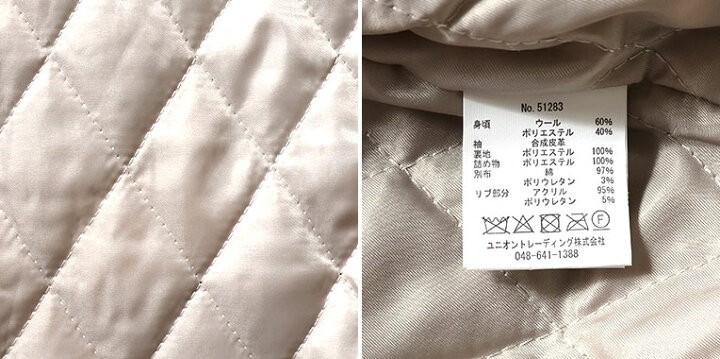 No. 51283
身頃 ウール 60%
ポリエステル 40%
袖 合成皮革
裏地 ポリエステル 100%
詰め物 ポリエステル 100%
別布 綿 97%
ポリウレタン 3%
リブ部分 アクリル 95%
ポリウレタン 5%
F
ユニオントレーディング株式会社
048-641-1388